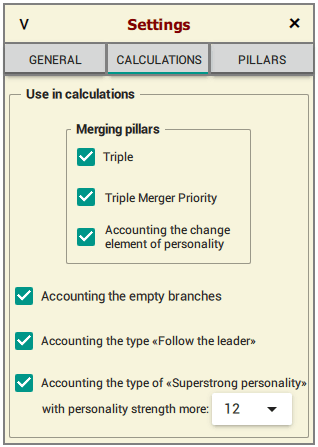 V Settings ×
GENERAL CALCULATIONS PILLARS
Use in calculations
Merging pillars
Triple
Triple Merger Priority
Accounting the change
element of personality
Accounting the empty branches
Accounting the type «Follow the leader»
Accounting the type of «Superstrong personality»
with personality strength more: 12